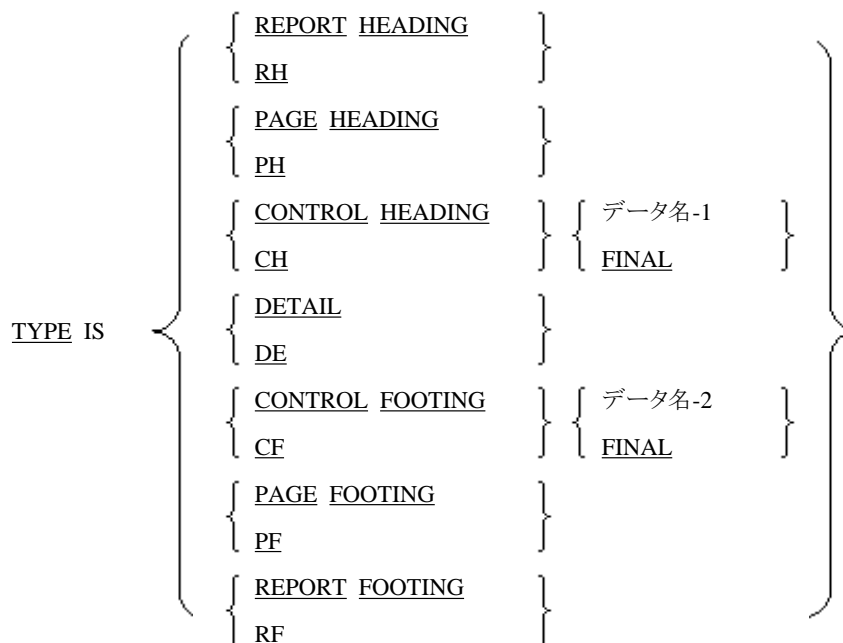 REPORT HEADING
RH
PAGE HEADING
PH
CONTROL HEADING データ名-1
CH FINAL
DETAIL
TYPE IS
DE
CONTROL FOOTING データ名-2
CF FINAL
PAGE FOOTING
PF
REPORT FOOTING
RF